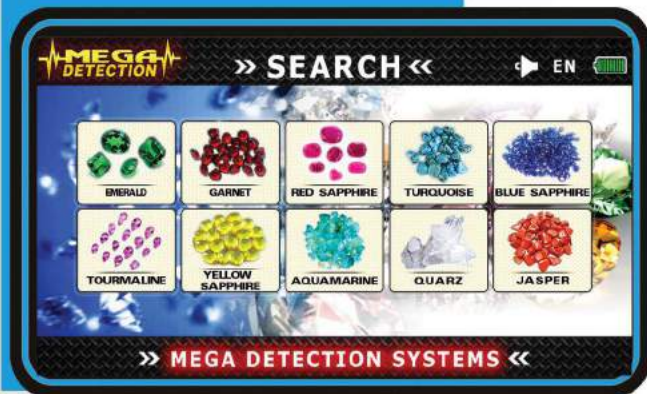 MEGA
DETECTION
» SEARCH «
EN
EMERALD
GARNET
RED SAPPHIRE
TURQUOISE
BLUE SAPPHIRE
TOURMALINE
YELLOW
SAPPHIRE
AQUAMARINE
QUARZ
JASPER
» MEGA DETECTION SYSTEMS «